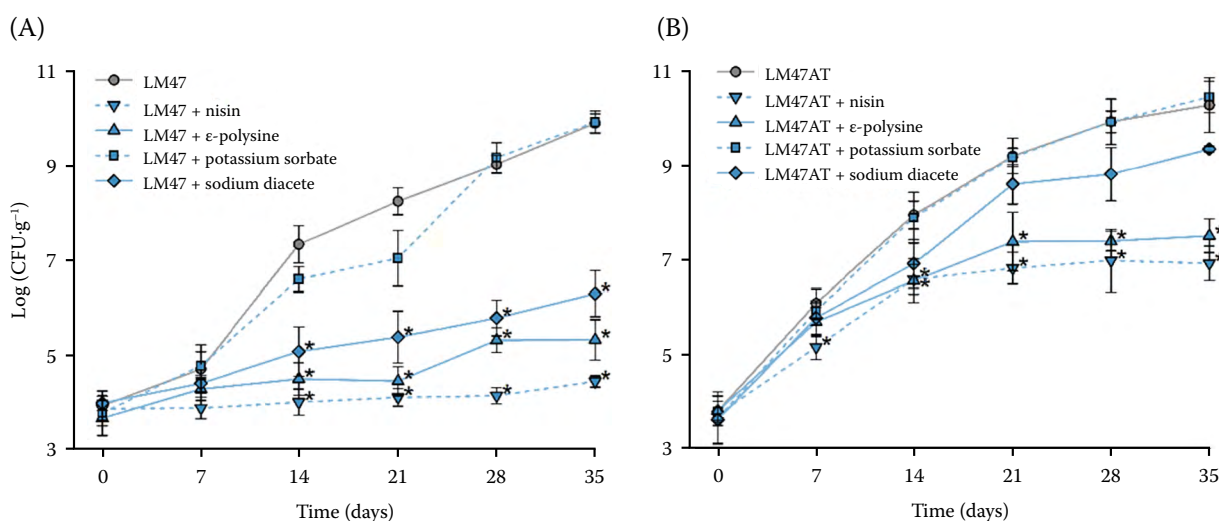 (A)
Log (CFU·g⁻¹)
11
9
7
5
3
LM47
LM47 + nisin
LM47 + ε-polysine
LM47 + potassium sorbate
LM47 + sodium diacete
* * * *
* * * *
* * * *
0 7 14 21 28 35
Time (days)
(B)
11
9
7
5
3
LM47AT
LM47AT + nisin
LM47AT + ε-polysine
LM47AT + potassium sorbate
LM47AT + sodium diacete
* * * *
* * * * *
0 7 14 21 28 35
Time (days)